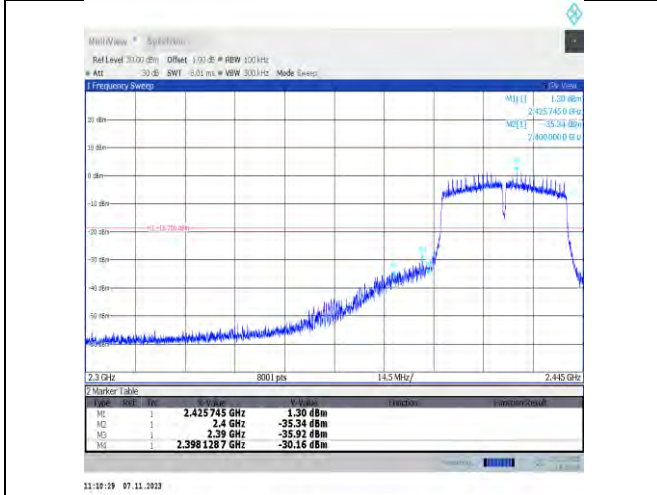 MultiView Spectrum
Ref Level 30.00 dBm Offset 1.00 dB RBW 100 kHz
Att 30 dB SWT 8.01 ms VBW 300 kHz Mode Sweep
1 Frequency Sweep
M1[1] 1.30 dBm
2.425745 0 GHz
M2[1] -35.34 dBm
2.400000 0 GHz
20 dBm
10 dBm
0 dBm
-10 dBm
-20 dBm
-30 dBm
-40 dBm
-50 dBm
2.3 GHz 8001 pts 14.5 MHz/ 2.445 GHz
2 Marker Table
Type Ref Trc X-Value Y-Value Function Function Result
M1 1 2.425 745 GHz 1.30 dBm
M2 1 2.4 GHz -35.34 dBm
M3 1 2.39 GHz -35.92 dBm
M4 1 2.398 128 7 GHz -30.16 dBm
11:10:29 07.11.2023